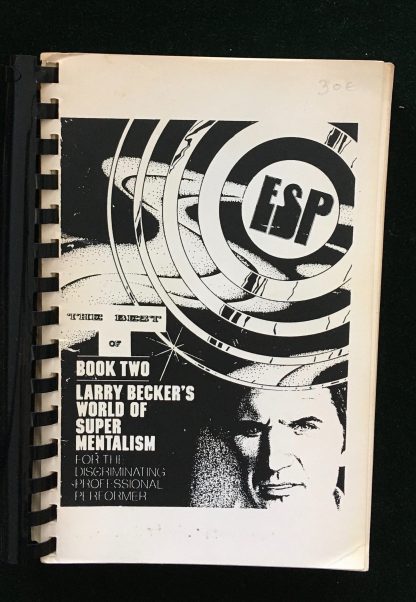 30€
ESP
THE BEST
OF
BOOK TWO
LARRY BECKER'S
WORLD OF
SUPER
MENTALISM
FOR THE
DISCRIMINATING
PROFESSIONAL
PERFORMER